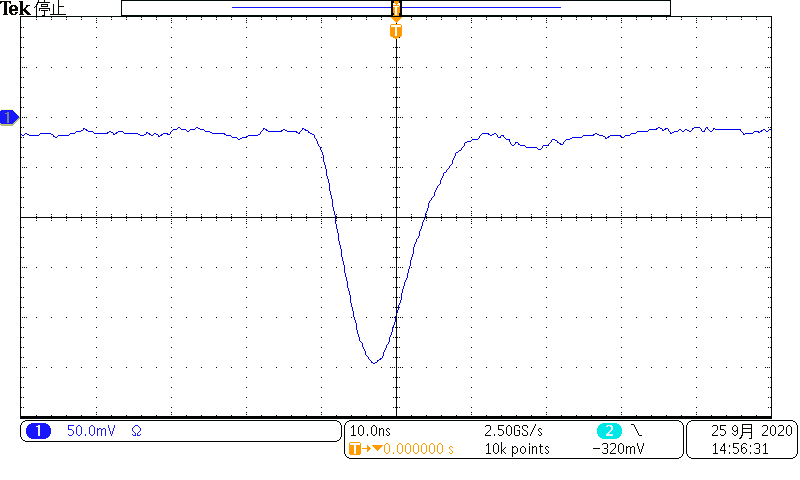 Tek 停止
T
T
1
1 50.0mV Ω
10.0ns 2.50GS/s 2 -320mV
T→▼0.000000 s 10k points
25 9月 2020
14:56:31